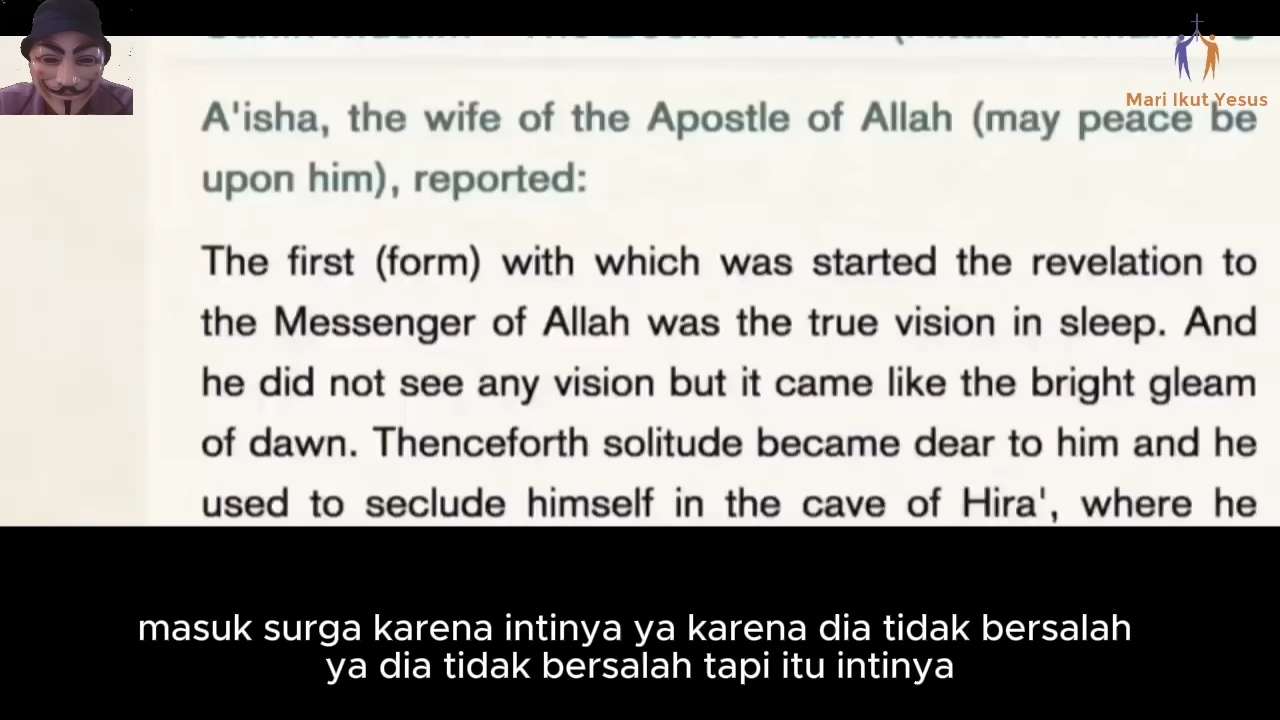 Mari Ikut Yesus
A'isha, the wife of the Apostle of Allah (may peace be
upon him), reported:
The first (form) with which was started the revelation to
the Messenger of Allah was the true vision in sleep. And
he did not see any vision but it came like the bright gleam
of dawn. Thenceforth solitude became dear to him and he
used to seclude himself in the cave of Hira', where he
masuk surga karena intinya ya karena dia tidak bersalah
ya dia tidak bersalah tapi itu intinya